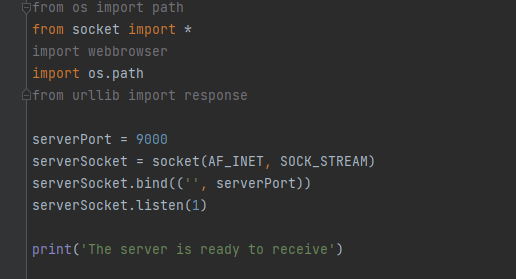 from os import path
from socket import *
import webbrowser
import os.path
from urllib import response
serverPort = 9000
serverSocket = socket(AF_INET, SOCK_STREAM)
serverSocket.bind(('', serverPort))
serverSocket.listen(1)
print('The server is ready to receive')